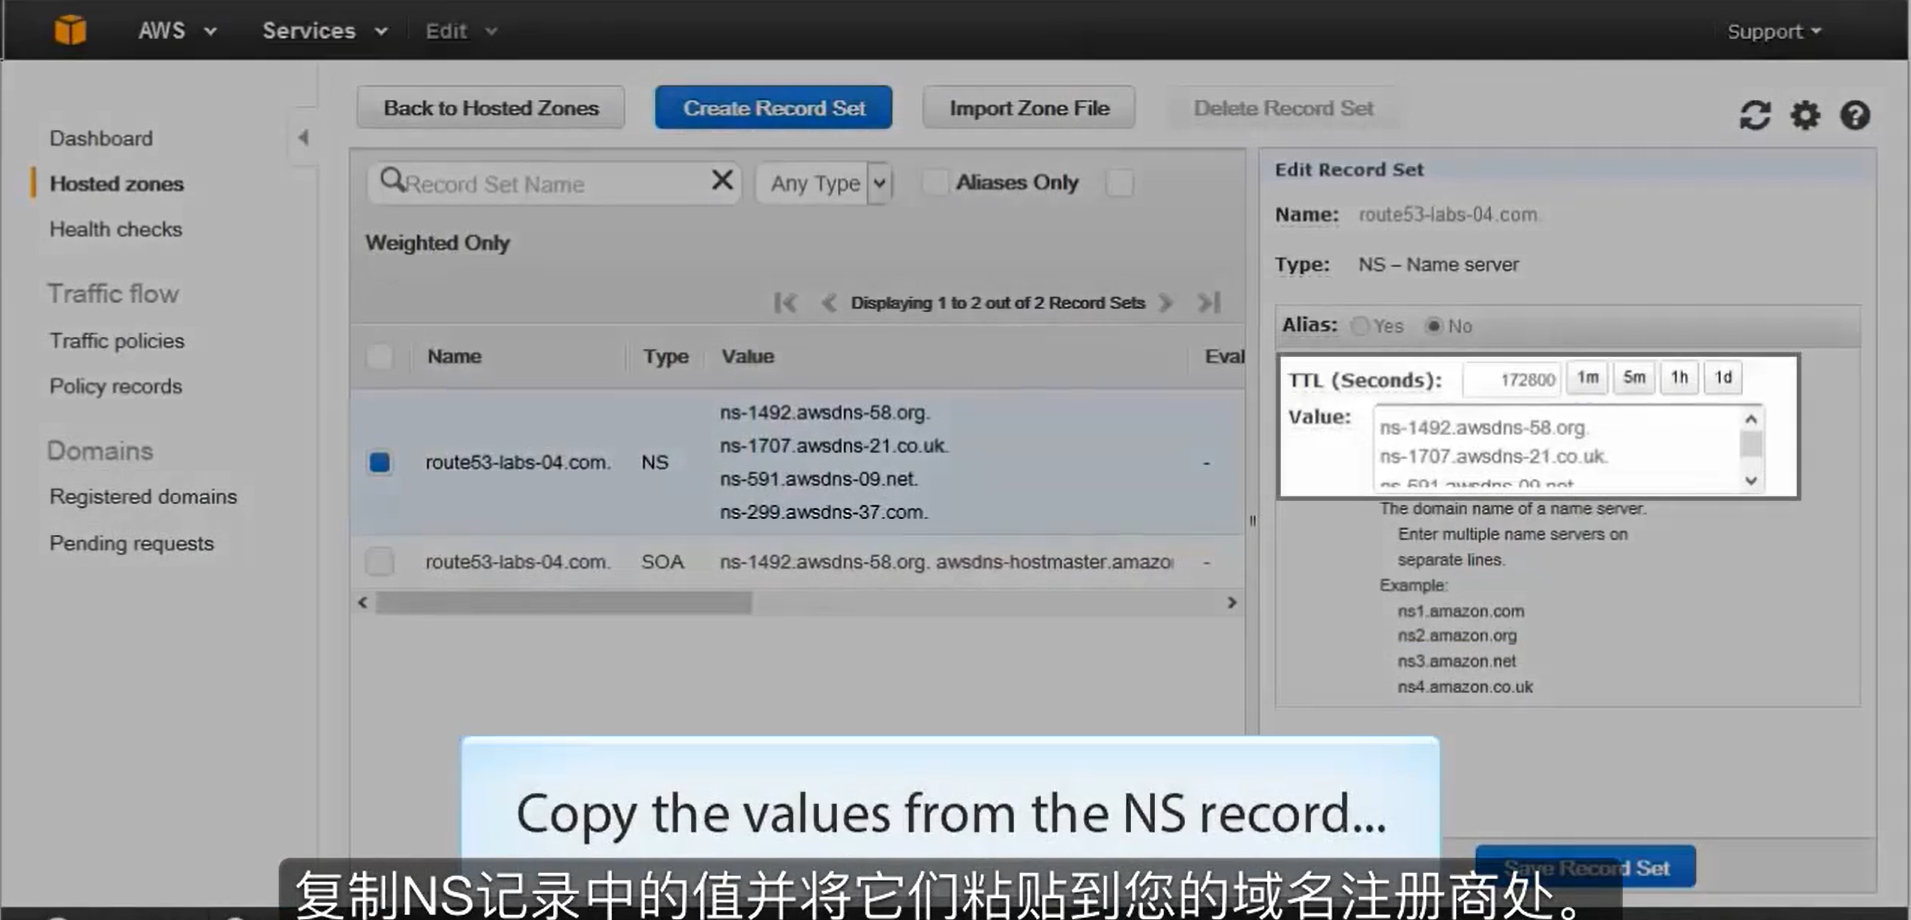 AWS Services Edit Support
Back to Hosted Zones Create Record Set Import Zone File Delete Record Set
Dashboard
Hosted zones
Health checks
Traffic flow
Traffic policies
Policy records
Domains
Registered domains
Pending requests
Record Set Name Any Type Aliases Only
Weighted Only
Displaying 1 to 2 out of 2 Record Sets
Name Type Value Eval
route53-labs-04.com. NS
ns-1492.awsdns-58.org.
ns-1707.awsdns-21.co.uk.
ns-591.awsdns-09.net.
ns-299.awsdns-37.com.
-
route53-labs-04.com. SOA ns-1492.awsdns-58.org. awsdns-hostmaster.amazo -
Edit Record Set
Name: route53-labs-04.com.
Type: NS – Name server
Alias: Yes No
TTL (Seconds): 172800 1m 5m 1h 1d
Value: ns-1492.awsdns-58.org.
ns-1707.awsdns-21.co.uk.
ns-591.awsdns-09.net.
The domain name of a name server.
Enter multiple name servers on
separate lines.
Example:
ns1.amazon.com
ns2.amazon.org
ns3.amazon.net
ns4.amazon.co.uk
Save Record Set
Copy the values from the NS record...
复制NS记录中的值并将它们粘贴到您的域名注册商处。